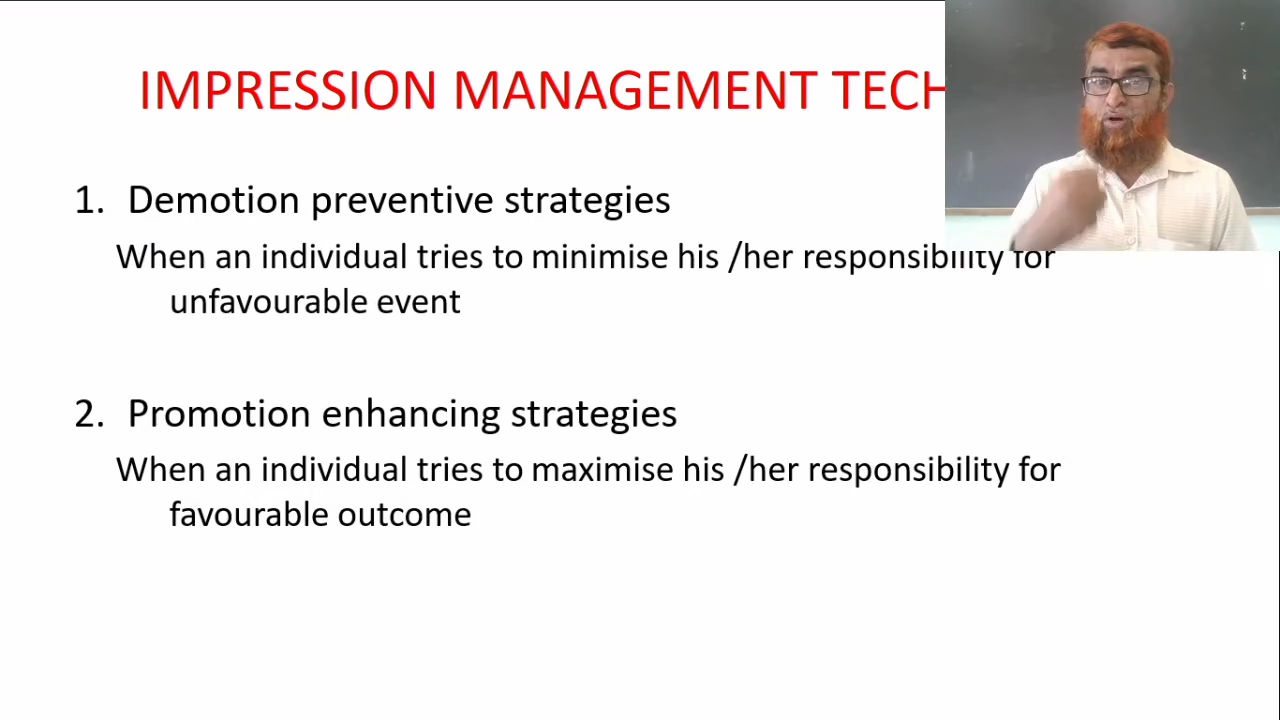 IMPRESSION MANAGEMENT TECH
1. Demotion preventive strategies
When an individual tries to minimise his /her responsibility for
unfavourable event
2. Promotion enhancing strategies
When an individual tries to maximise his /her responsibility for
favourable outcome